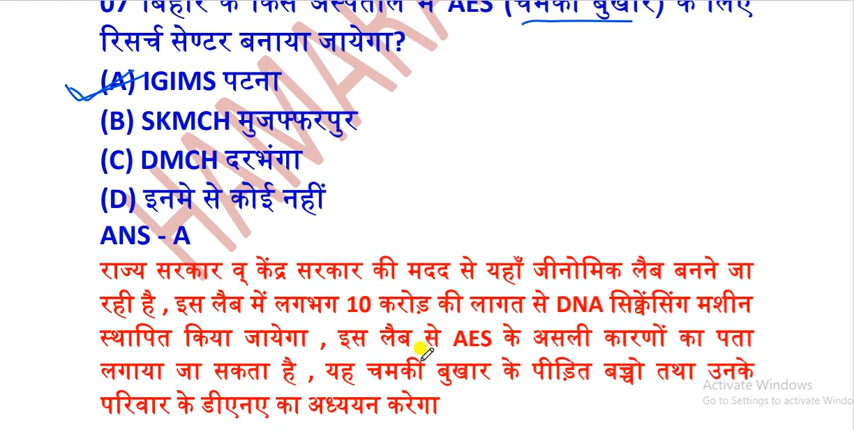 07 बिहार के किस अस्पताल में AES (चमकी बुखार) के लिए
रिसर्च सेण्टर बनाया जायेगा?
(A) IGIMS पटना
(B) SKMCH मुजफ्फरपुर
(C) DMCH दरभंगा
(D) इनमे से कोई नहीं
ANS - A
राज्य सरकार व् केंद्र सरकार की मदद से यहाँ जीनोमिक लैब बनने जा
रही है , इस लैब में लगभग 10 करोड़ की लागत से DNA सिक्वेंसिंग मशीन
स्थापित किया जायेगा , इस लैब से AES के असली कारणों का पता
लगाया जा सकता है , यह चमकी बुखार के पीड़ित बच्चो तथा उनके
परिवार के डीएनए का अध्ययन करेगा
HAMARA
Activate Windows
Go to Settings to activate Windo